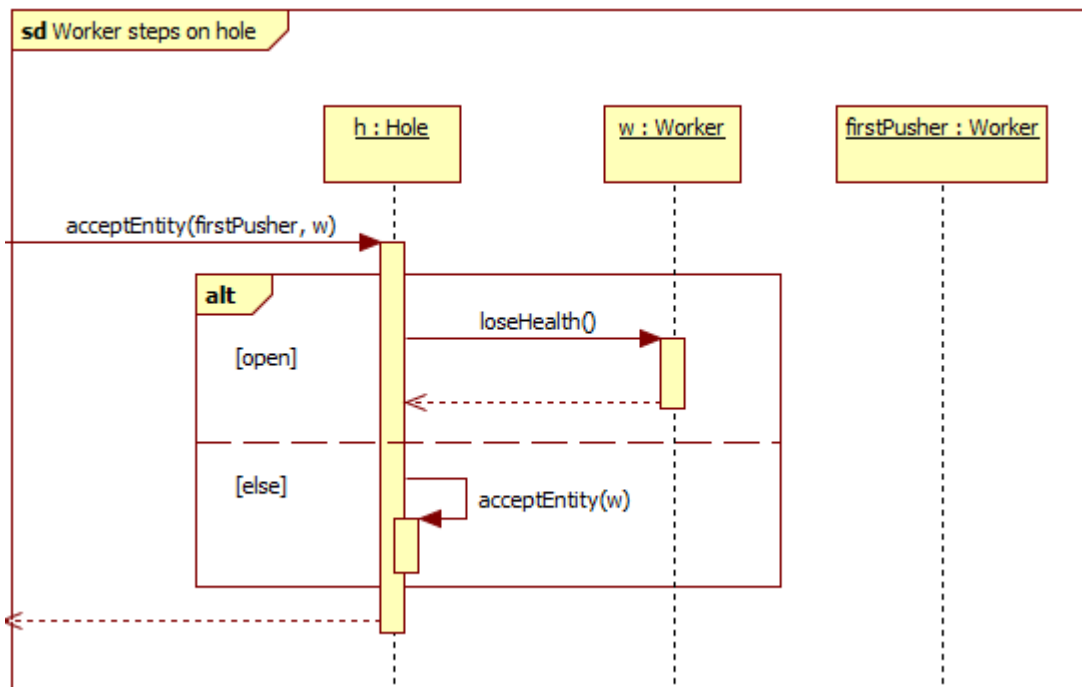 sd Worker steps on hole
h : Hole
w : Worker
firstPusher : Worker
acceptEntity(firstPusher, w)
alt
loseHealth()
[open]
[else]
acceptEntity(w)